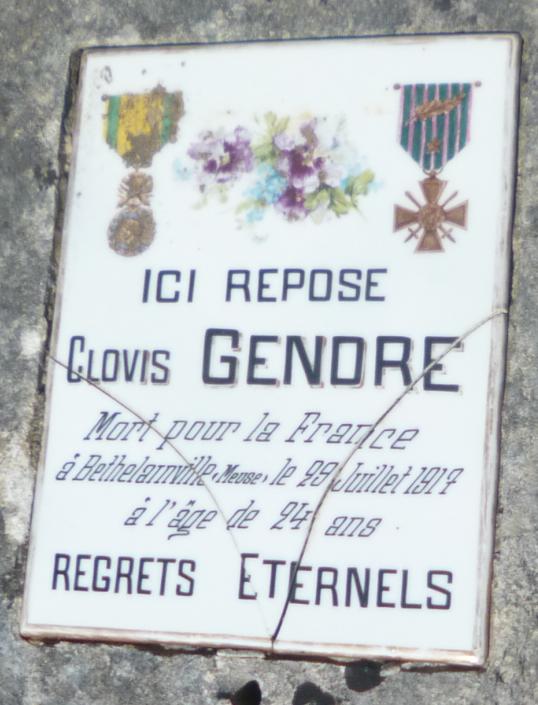 ICI REPOSE
CLOVIS GENDRE
Mort pour la France
à Bethelainville (Meuse) le 29 Juillet 1917
à l'âge de 24 ans
REGRETS ETERNELS